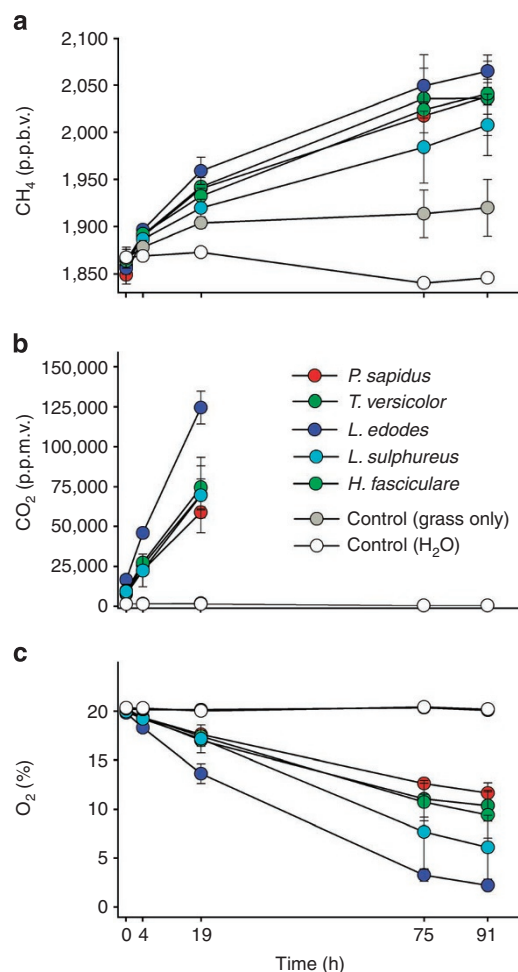 a
2,100
2,050
2,000
1,950
1,900
1,850
CH₄ (p.p.b.v.)
b
150,000
125,000
100,000
75,000
50,000
25,000
0
CO₂ (p.p.m.v.)
P. sapidus
T. versicolor
L. edodes
L. sulphureus
H. fasciculare
Control (grass only)
Control (H₂O)
c
20
15
10
5
0
O₂ (%)
0 4 19 75 91
Time (h)